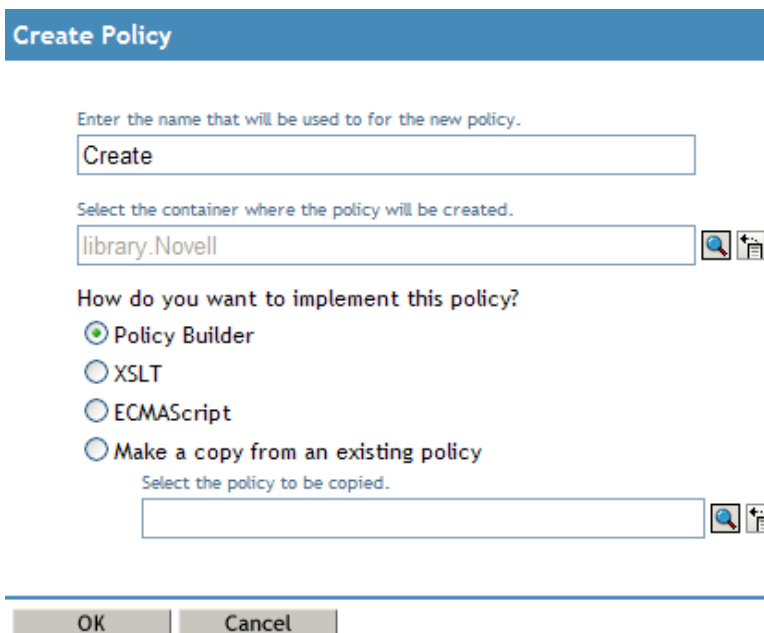 Create Policy
Enter the name that will be used to for the new policy.
Create
Select the container where the policy will be created.
library.Novell
How do you want to implement this policy?
Policy Builder
XSLT
ECMAScript
Make a copy from an existing policy
Select the policy to be copied.
OK Cancel